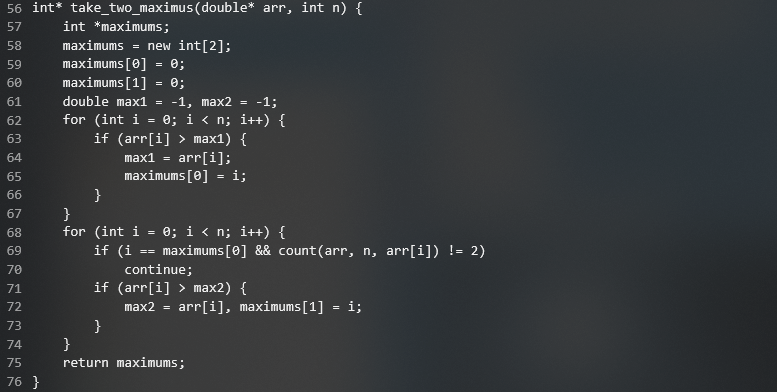 56 int* take_two_maximus(double* arr, int n) {
57     int *maximums;
58     maximums = new int[2];
59     maximums[0] = 0;
60     maximums[1] = 0;
61     double max1 = -1, max2 = -1;
62     for (int i = 0; i < n; i++) {
63         if (arr[i] > max1) {
64             max1 = arr[i];
65             maximums[0] = i;
66         }
67     }
68     for (int i = 0; i < n; i++) {
69         if (i == maximums[0] && count(arr, n, arr[i]) != 2)
70             continue;
71         if (arr[i] > max2) {
72             max2 = arr[i], maximums[1] = i;
73         }
74     }
75     return maximums;
76 }